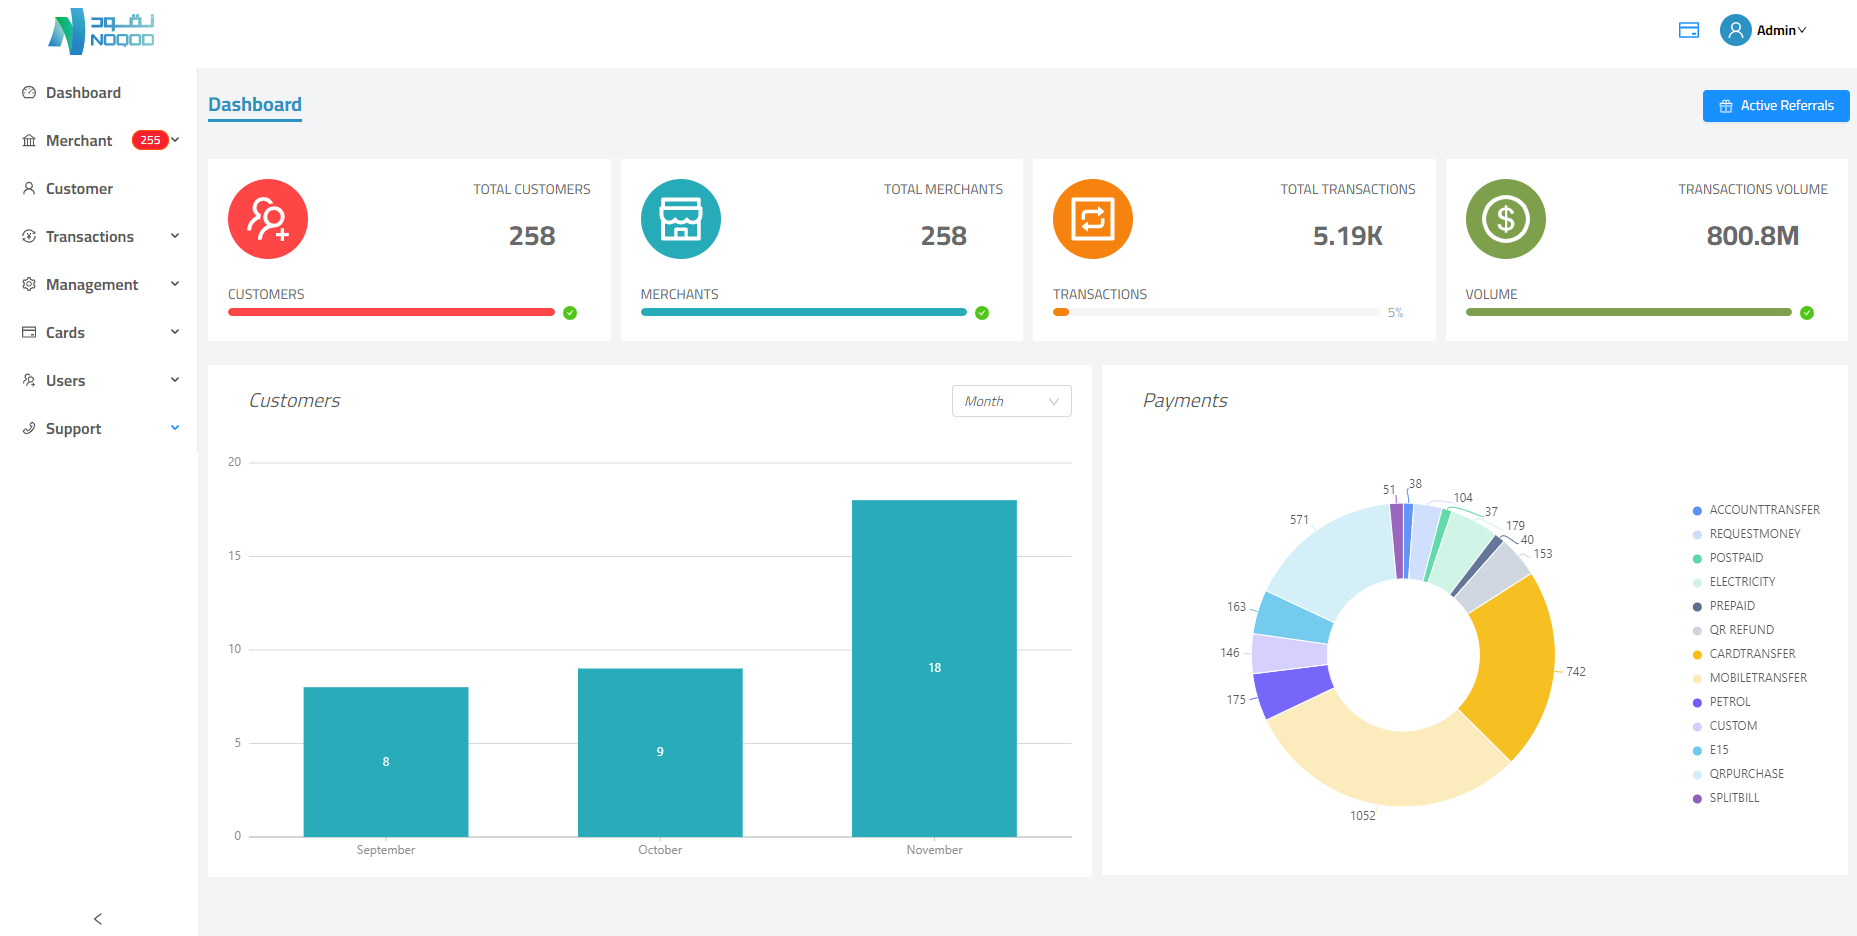 نقود
NOQOD
Admin
Dashboard
Merchant 255
Customer
Transactions
Management
Cards
Users
Support
Dashboard
Active Referrals
TOTAL CUSTOMERS
258
CUSTOMERS
TOTAL MERCHANTS
258
MERCHANTS
TOTAL TRANSACTIONS
5.19K
TRANSACTIONS
5%
TRANSACTIONS VOLUME
800.8M
VOLUME
Customers
Month
20
15
10
5
0
8
9
18
September
October
November
Payments
51
38
104
37
179
40
153
742
1052
175
146
163
571
ACCOUNTTRANSFER
REQUESTMONEY
POSTPAID
ELECTRICITY
PREPAID
QR REFUND
CARDTRANSFER
MOBILETRANSFER
PETROL
CUSTOM
E15
QRPURCHASE
SPLITBILL